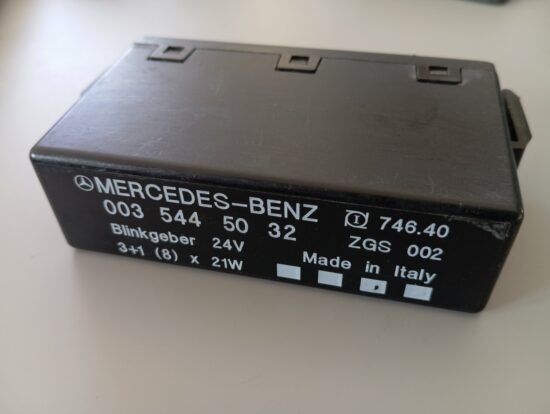 MERCEDES-BENZ
003 544 50 32
Blinkgeber 24V
3+1 (8) x 21W
746.40
ZGS 002
Made in Italy